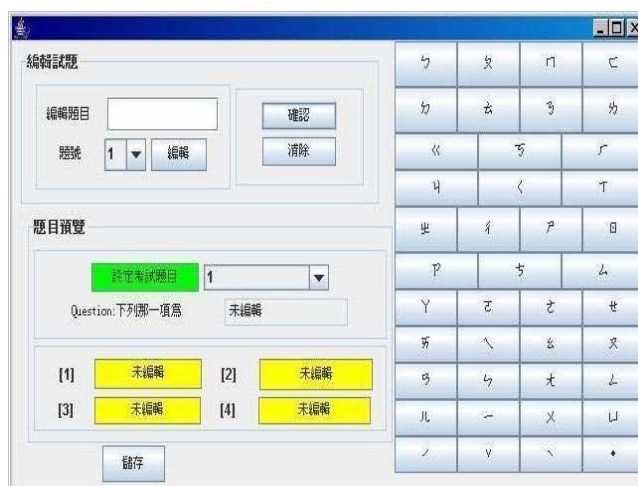 編輯試題
編輯題目
確認
題號 1 編輯
清除
題目預覽
設定考試題目 1
Question:下列那一項為 未編輯
[1] 未編輯 [2] 未編輯
[3] 未編輯 [4] 未編輯
儲存
ㄅ ㄆ ㄇ ㄈ
ㄉ ㄊ ㄋ ㄌ
ㄍ ㄎ ㄏ
ㄐ ㄑ ㄒ
ㄓ ㄔ ㄕ ㄖ
ㄗ ㄘ ㄙ
ㄚ ㄛ ㄜ ㄝ
ㄞ ㄟ ㄠ ㄡ
ㄢ ㄣ ㄤ ㄥ
ㄦ ㄧ ㄨ ㄩ
ˊ ˇ ˋ ˙